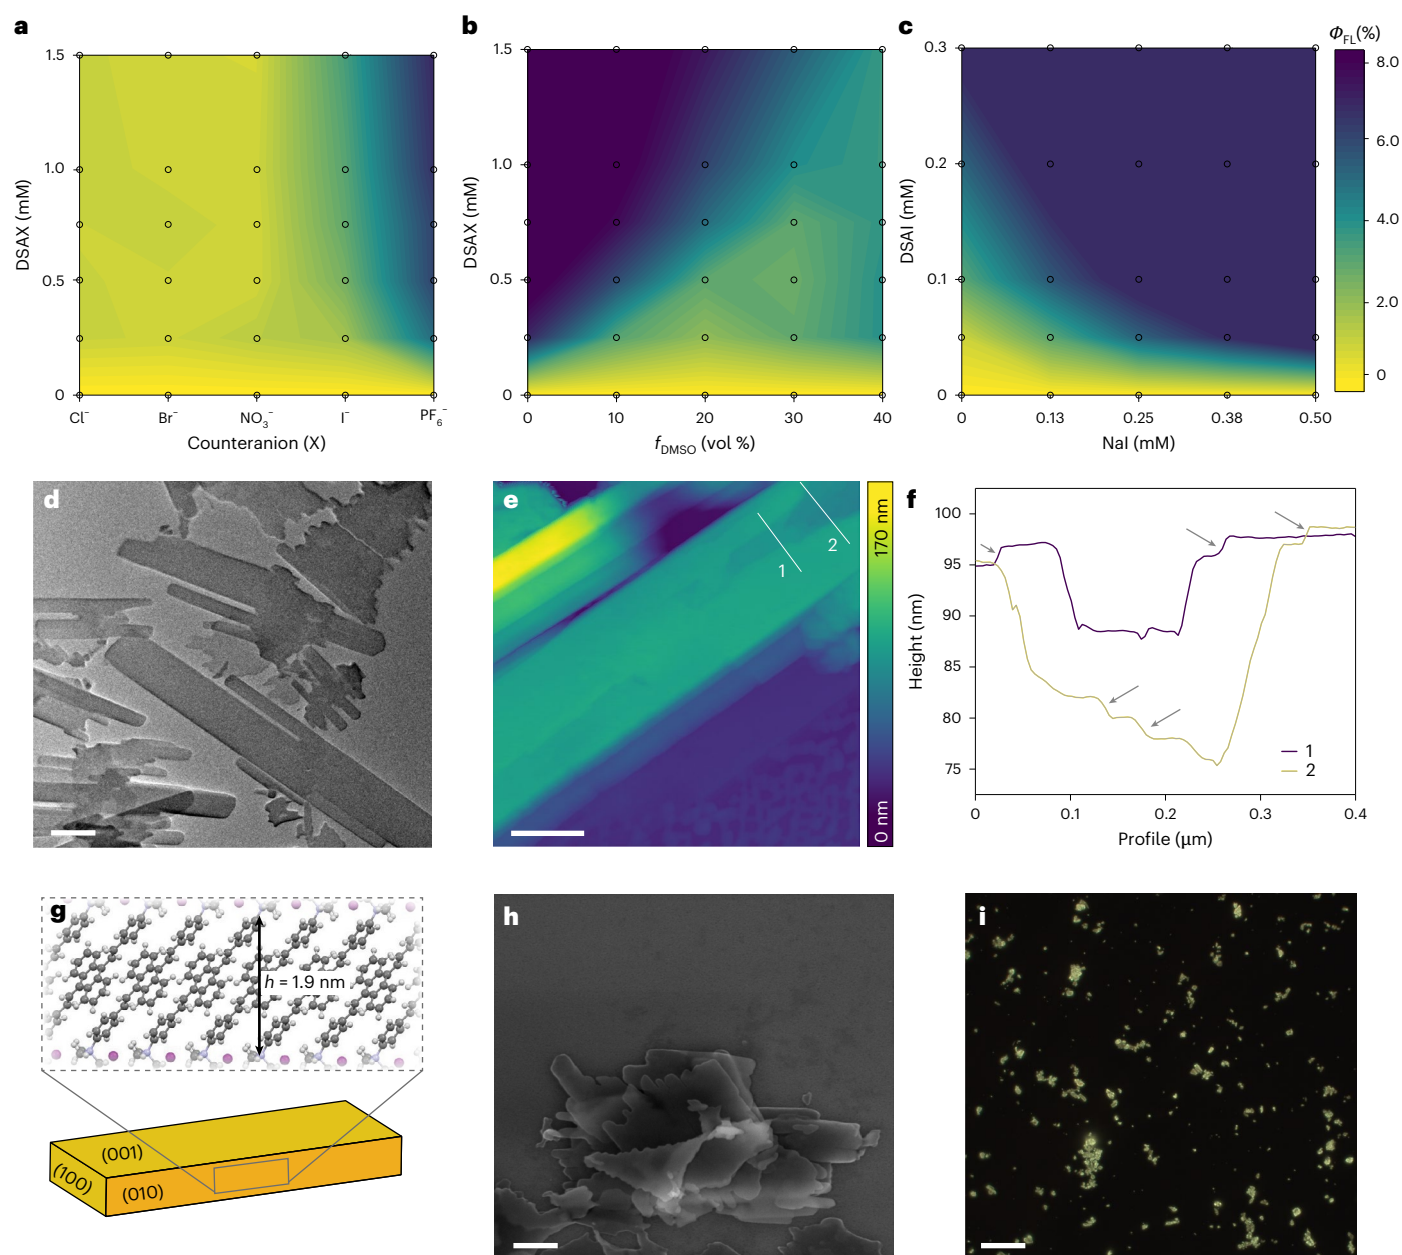 a
1.5
1.0
0.5
0
DSAX (mM)
Cl⁻
Br⁻
NO₃⁻
I⁻
PF₆⁻
Counteranion (X)
b
1.5
1.0
0.5
0
DSAX (mM)
0
10
20
30
40
f_DMSO (vol %)
c
0.3
0.2
0.1
0
DSAI (mM)
0
0.13
0.25
0.38
0.50
NaI (mM)
Φ_FL(%)
8.0
6.0
4.0
2.0
0
d
e
1
2
170 nm
0 nm
f
100
95
90
85
80
75
Height (nm)
1
2
0
0.1
0.2
0.3
0.4
Profile (µm)
g
h = 1.9 nm
(001)
(100)
(010)
h
i